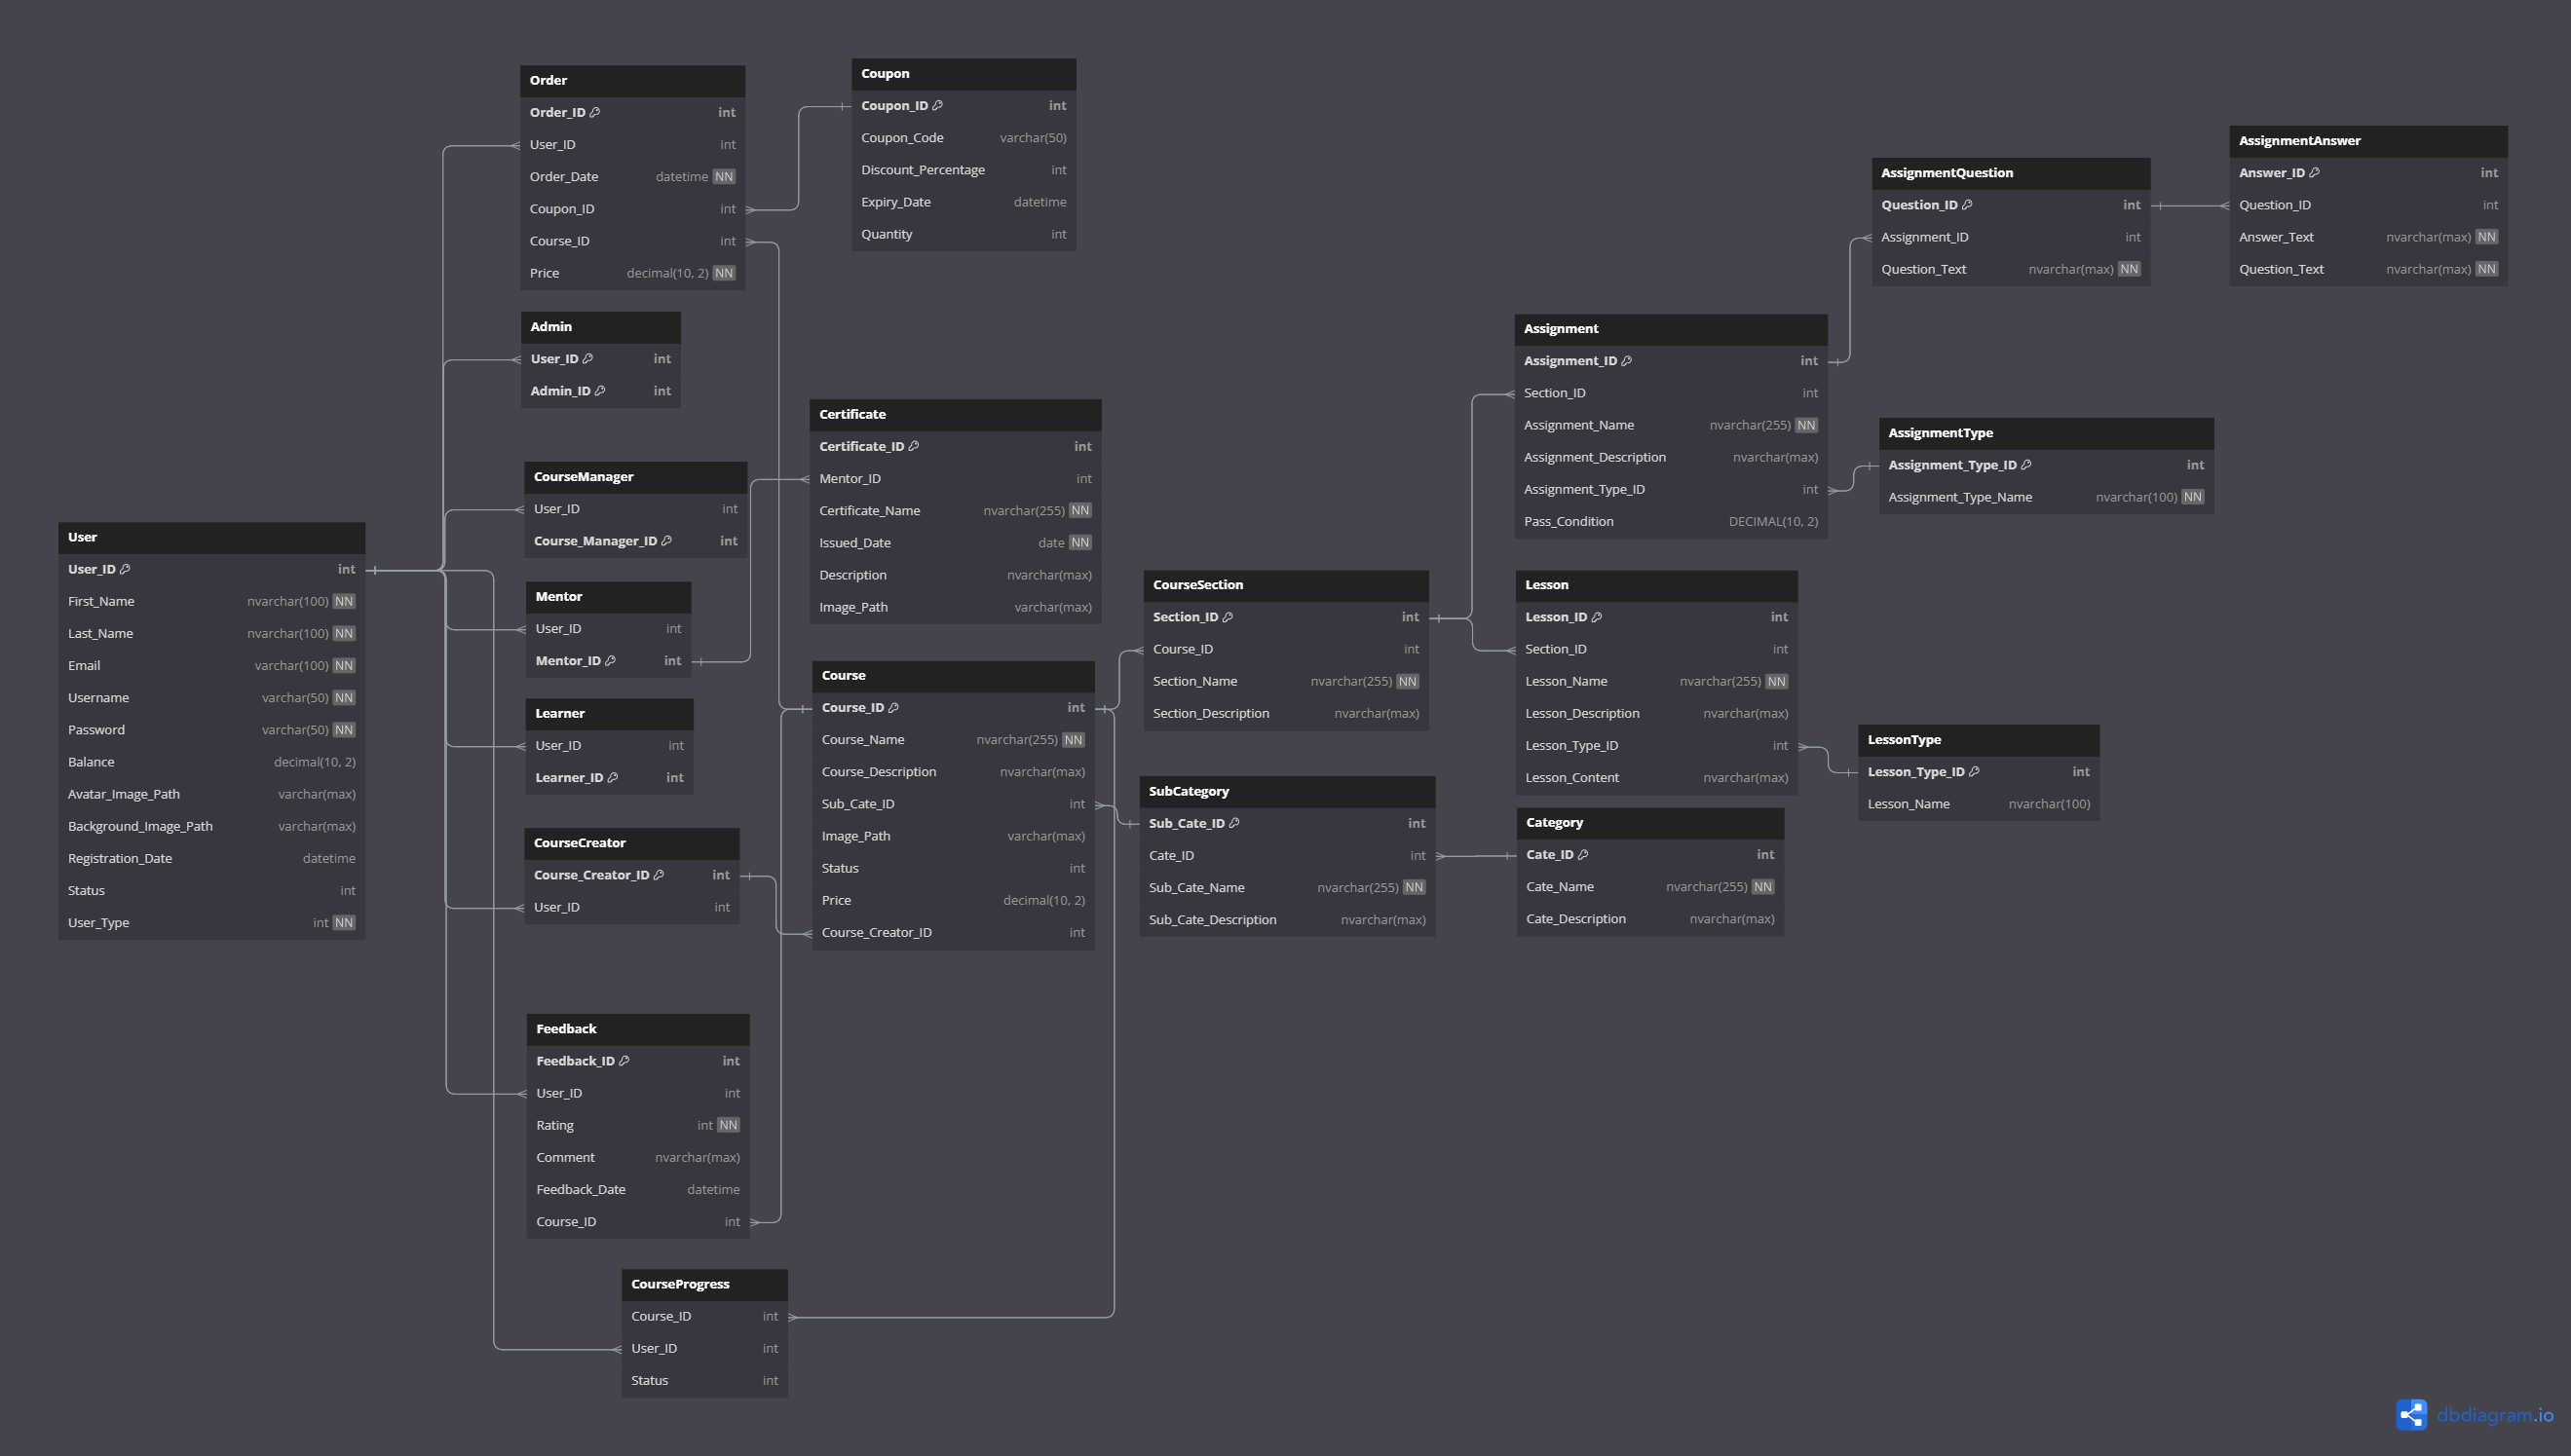 Order
Order_ID int
User_ID int
Order_Date datetime NN
Coupon_ID int
Course_ID int
Price decimal(10, 2) NN
Coupon
Coupon_ID int
Coupon_Code varchar(50)
Discount_Percentage int
Expiry_Date datetime
Quantity int
Admin
User_ID int
Admin_ID int
CourseManager
User_ID int
Course_Manager_ID int
User
User_ID int
First_Name nvarchar(100) NN
Last_Name nvarchar(100) NN
Email varchar(100) NN
Username varchar(50) NN
Password varchar(50) NN
Balance decimal(10, 2)
Avatar_Image_Path varchar(max)
Background_Image_Path varchar(max)
Registration_Date datetime
Status int
User_Type int NN
Mentor
User_ID int
Mentor_ID int
Learner
User_ID int
Learner_ID int
CourseCreator
Course_Creator_ID int
User_ID int
Feedback
Feedback_ID int
User_ID int
Rating int NN
Comment nvarchar(max)
Feedback_Date datetime
Course_ID int
CourseProgress
Course_ID int
User_ID int
Status int
Certificate
Certificate_ID int
Mentor_ID int
Certificate_Name nvarchar(255) NN
Issued_Date date NN
Description nvarchar(max)
Image_Path varchar(max)
Course
Course_ID int
Course_Name nvarchar(255) NN
Course_Description nvarchar(max)
Sub_Cate_ID int
Image_Path varchar(max)
Status int
Price decimal(10, 2)
Course_Creator_ID int
CourseSection
Section_ID int
Course_ID int
Section_Name nvarchar(255) NN
Section_Description nvarchar(max)
SubCategory
Sub_Cate_ID int
Cate_ID int
Sub_Cate_Name nvarchar(255) NN
Sub_Cate_Description nvarchar(max)
Assignment
Assignment_ID int
Section_ID int
Assignment_Name nvarchar(255) NN
Assignment_Description nvarchar(max)
Assignment_Type_ID int
Pass_Condition DECIMAL(10, 2)
Lesson
Lesson_ID int
Section_ID int
Lesson_Name nvarchar(255) NN
Lesson_Description nvarchar(max)
Lesson_Type_ID int
Lesson_Content nvarchar(max)
Category
Cate_ID int
Cate_Name nvarchar(255) NN
Cate_Description nvarchar(max)
AssignmentQuestion
Question_ID int
Assignment_ID int
Question_Text nvarchar(max) NN
AssignmentAnswer
Answer_ID int
Question_ID int
Answer_Text nvarchar(max) NN
Question_Text nvarchar(max) NN
AssignmentType
Assignment_Type_ID int
Assignment_Type_Name nvarchar(100) NN
LessonType
Lesson_Type_ID int
Lesson_Name nvarchar(100)
dbdiagram.io